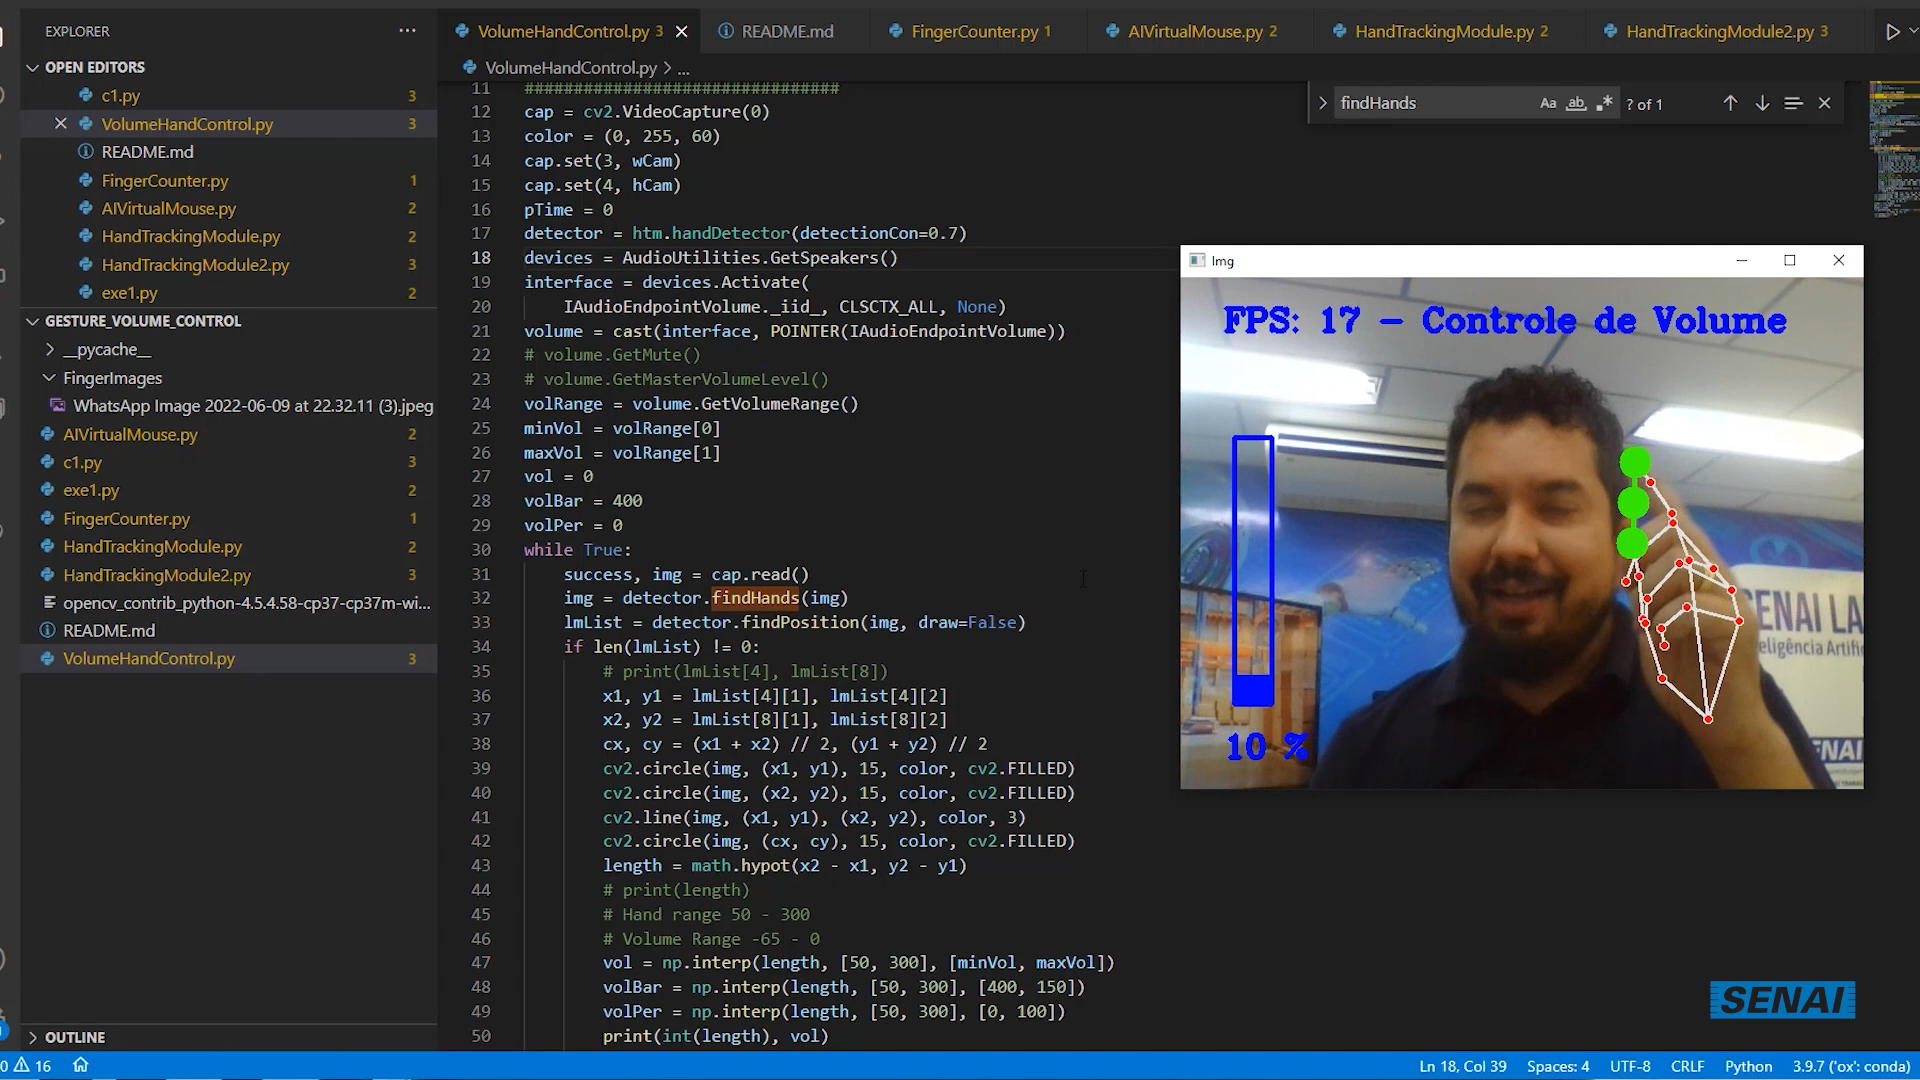 EXPLORER
OPEN EDITORS
c1.py 3
VolumeHandControl.py 3
README.md
FingerCounter.py 1
AIVirtualMouse.py 2
HandTrackingModule.py 2
HandTrackingModule2.py 3
exe1.py 2
GESTURE_VOLUME_CONTROL
__pycache__
FingerImages
WhatsApp Image 2022-06-09 at 22.32.11 (3).jpeg
AIVirtualMouse.py 2
c1.py 3
exe1.py 2
FingerCounter.py 1
HandTrackingModule.py 2
HandTrackingModule2.py 3
opencv_contrib_python-4.5.4.58-cp37-cp37m-wi...
README.md
VolumeHandControl.py 3
OUTLINE
VolumeHandControl.py 3 README.md FingerCounter.py 1 AIVirtualMouse.py 2 HandTrackingModule.py 2 HandTrackingModule2.py 3
VolumeHandControl.py > ...
findHands Aa ab ? of 1
11 ################################
12 cap = cv2.VideoCapture(0)
13 color = (0, 255, 60)
14 cap.set(3, wCam)
15 cap.set(4, hCam)
16 pTime = 0
17 detector = htm.handDetector(detectionCon=0.7)
18 devices = AudioUtilities.GetSpeakers()
19 interface = devices.Activate(
20 IAudioEndpointVolume._iid_, CLSCTX_ALL, None)
21 volume = cast(interface, POINTER(IAudioEndpointVolume))
22 # volume.GetMute()
23 # volume.GetMasterVolumeLevel()
24 volRange = volume.GetVolumeRange()
25 minVol = volRange[0]
26 maxVol = volRange[1]
27 vol = 0
28 volBar = 400
29 volPer = 0
30 while True:
31 success, img = cap.read()
32 img = detector.findHands(img)
33 lmList = detector.findPosition(img, draw=False)
34 if len(lmList) != 0:
35 # print(lmList[4], lmList[8])
36 x1, y1 = lmList[4][1], lmList[4][2]
37 x2, y2 = lmList[8][1], lmList[8][2]
38 cx, cy = (x1 + x2) // 2, (y1 + y2) // 2
39 cv2.circle(img, (x1, y1), 15, color, cv2.FILLED)
40 cv2.circle(img, (x2, y2), 15, color, cv2.FILLED)
41 cv2.line(img, (x1, y1), (x2, y2), color, 3)
42 cv2.circle(img, (cx, cy), 15, color, cv2.FILLED)
43 length = math.hypot(x2 - x1, y2 - y1)
44 # print(length)
45 # Hand range 50 - 300
46 # Volume Range -65 - 0
47 vol = np.interp(length, [50, 300], [minVol, maxVol])
48 volBar = np.interp(length, [50, 300], [400, 150])
49 volPer = np.interp(length, [50, 300], [0, 100])
50 print(int(length), vol)
Img
FPS: 17 - Controle de Volume
10 %
SENAI LA
SENAI
0 16
Ln 18, Col 39 Spaces: 4 UTF-8 CRLF Python 3.9.7 ('ox': conda)